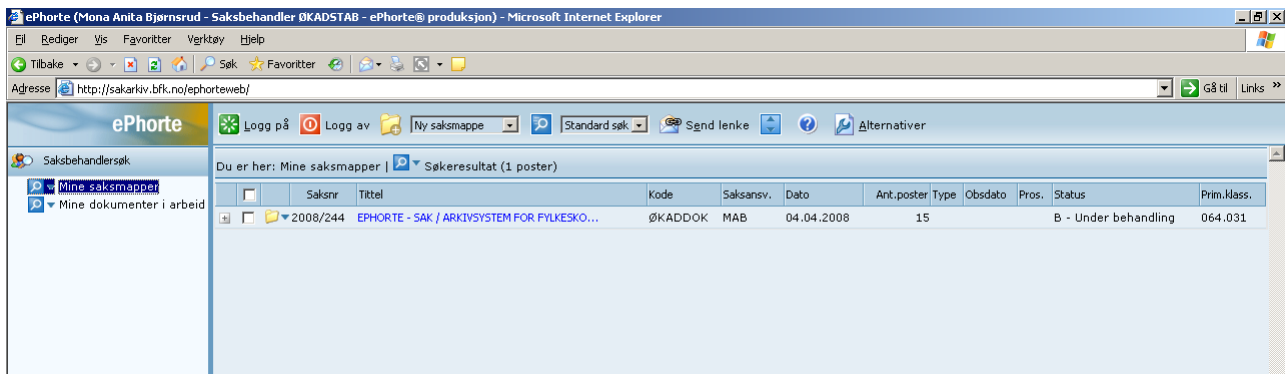 ePhorte (Mona Anita Bjørnsrud - Saksbehandler ØKADSTAB - ePhorte® produksjon) - Microsoft Internet Explorer
Fil Rediger Vis Favoritter Verktøy Hjelp
Tilbake Søk Favoritter
Adresse http://sakarkiv.bfk.no/ephorteweb/ Gå til Links »
ePhorte Logg på Logg av Ny saksmappe Standard søk Send lenke Alternativer
Saksbehandlersøk
Du er her: Mine saksmapper | Søkeresultat (1 poster)
Mine saksmapper
Mine dokumenter i arbeid
Saksnr Tittel Kode Saksansv. Dato Ant.poster Type Obsdato Pros. Status Prim.klass.
2008/244 EPHORTE - SAK / ARKIVSYSTEM FOR FYLKESKO... ØKADDOK MAB 04.04.2008 15 B - Under behandling 064.031